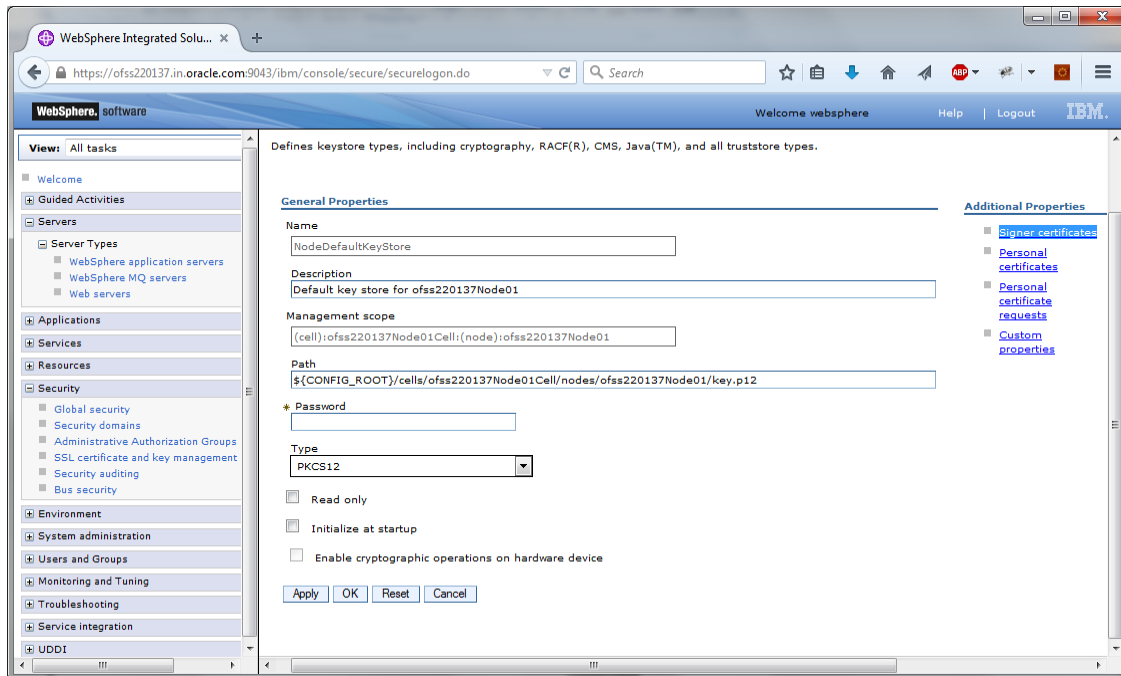 WebSphere Integrated Solu...
https://ofss220137.in.oracle.com:9043/ibm/console/secure/securelogon.do
Search
ABP
WebSphere. software
Welcome websphere
Help | Logout
IBM.
View: All tasks
Welcome
Guided Activities
Servers
Server Types
WebSphere application servers
WebSphere MQ servers
Web servers
Applications
Services
Resources
Security
Global security
Security domains
Administrative Authorization Groups
SSL certificate and key management
Security auditing
Bus security
Environment
System administration
Users and Groups
Monitoring and Tuning
Troubleshooting
Service integration
UDDI
Defines keystore types, including cryptography, RACF(R), CMS, Java(TM), and all truststore types.
General Properties
Name
NodeDefaultKeyStore
Description
Default key store for ofss220137Node01
Management scope
(cell):ofss220137Node01Cell:(node):ofss220137Node01
Path
${CONFIG_ROOT}/cells/ofss220137Node01Cell/nodes/ofss220137Node01/key.p12
* Password
Type
PKCS12
Read only
Initialize at startup
Enable cryptographic operations on hardware device
Apply OK Reset Cancel
Additional Properties
Signer certificates
Personal
certificates
Personal
certificate
requests
Custom
properties